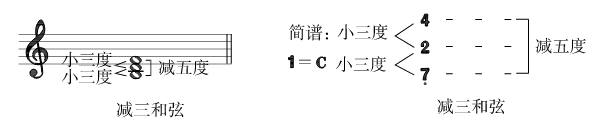 小三度
小三度
减五度
减三和弦
简谱：小三度
4 - - -
2 - - -
减五度
1=C 小三度
7̣ - - -
减三和弦